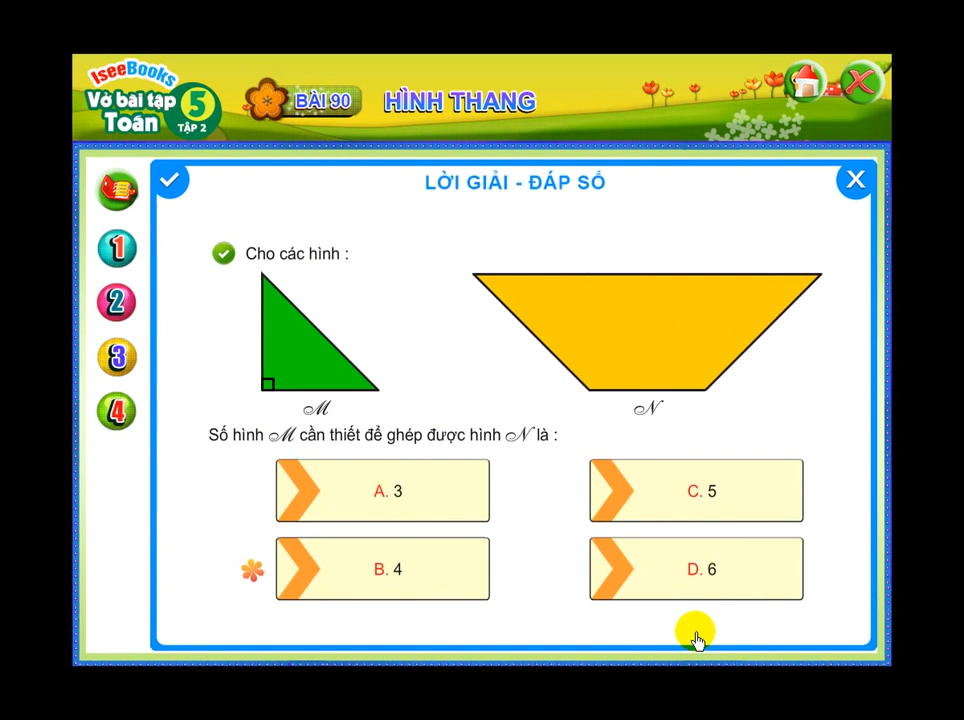 IseeBooks
Vở bài tập
Toán
5
TẬP 2
BÀI 90
HÌNH THANG
LỜI GIẢI - ĐÁP SỐ
X
1
2
3
4
Cho các hình :
M
N
Số hình M cần thiết để ghép được hình N là :
A. 3
C. 5
B. 4
D. 6